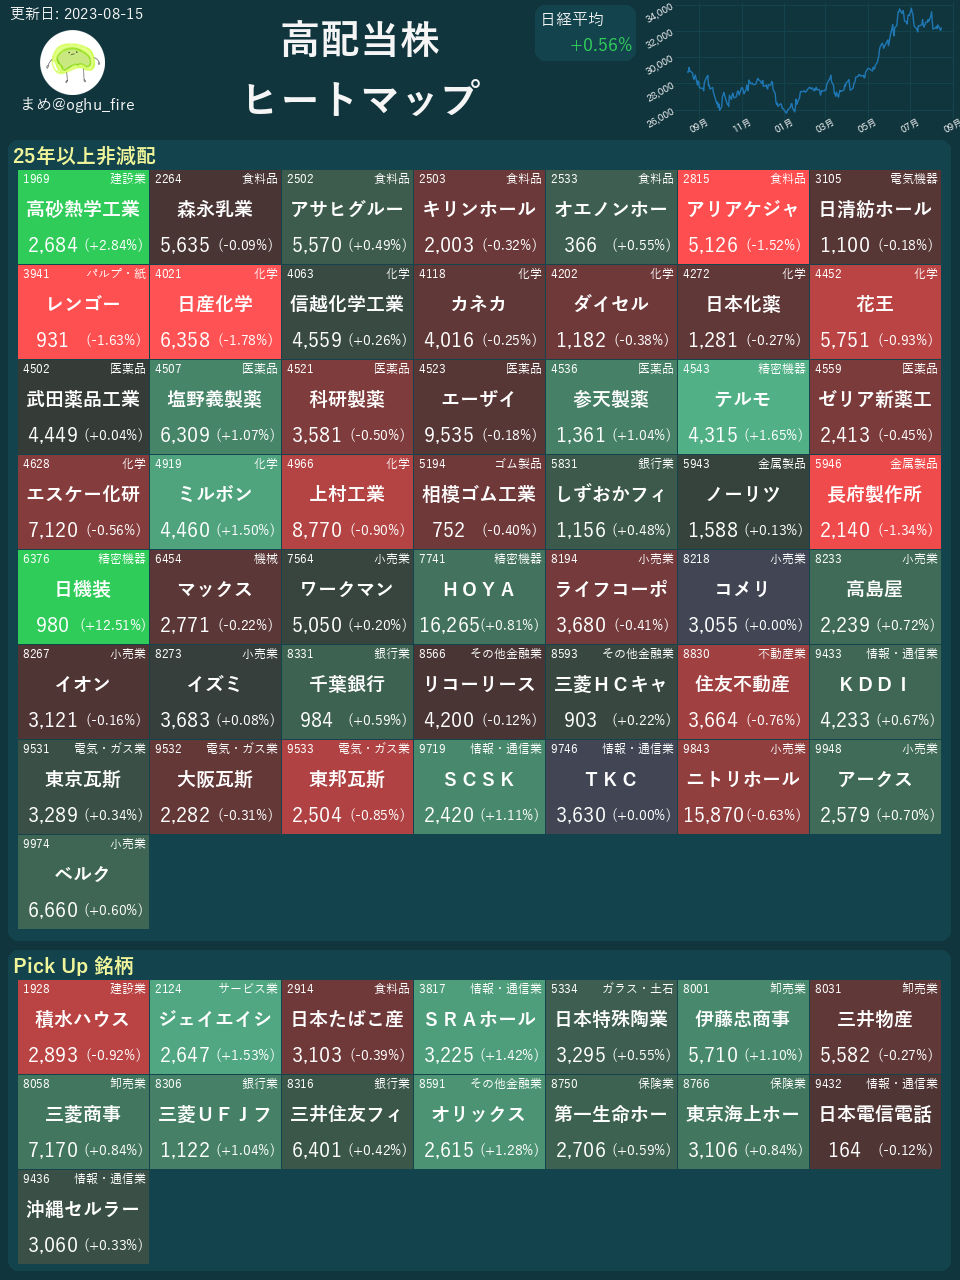 更新日: 2023-08-15
まめ@oghu_fire
高配当株
ヒートマップ
日経平均
+0.56%
34,000
32,000
30,000
28,000
26,000
09月 11月 01月 03月 05月 07月 09月
25年以上非減配
1969 建設業 2264 食料品 2502 食料品 2503 食料品 2533 食料品 2815 食料品 3105 電気機器
高砂熱学工業 森永乳業 アサヒグルー キリンホール オエノンホー アリアケジャ 日清紡ホール
2,684 (+2.84%) 5,635 (-0.09%) 5,570 (+0.49%) 2,003 (-0.32%) 366 (+0.55%) 5,126 (-1.52%) 1,100 (-0.18%)
3941 パルプ・紙 4021 化学 4063 化学 4118 化学 4202 化学 4272 化学 4452 化学
レンゴー 日産化学 信越化学工業 カネカ ダイセル 日本化薬 花王
931 (-1.63%) 6,358 (-1.78%) 4,559 (+0.26%) 4,016 (-0.25%) 1,182 (-0.38%) 1,281 (-0.27%) 5,751 (-0.93%)
4502 医薬品 4507 医薬品 4521 医薬品 4523 医薬品 4536 医薬品 4543 精密機器 4559 医薬品
武田薬品工業 塩野義製薬 科研製薬 エーザイ 参天製薬 テルモ ゼリア新薬工
4,449 (+0.04%) 6,309 (+1.07%) 3,581 (-0.50%) 9,535 (-0.18%) 1,361 (+1.04%) 4,315 (+1.65%) 2,413 (-0.45%)
4628 化学 4919 化学 4966 化学 5194 ゴム製品 5831 銀行業 5943 金属製品 5946 金属製品
エスケー化研 ミルボン 上村工業 相模ゴム工業 しずおかフィ ノーリツ 長府製作所
7,120 (-0.56%) 4,460 (+1.50%) 8,770 (-0.90%) 752 (-0.40%) 1,156 (+0.48%) 1,588 (+0.13%) 2,140 (-1.34%)
6376 精密機器 6454 機械 7564 小売業 7741 精密機器 8194 小売業 8218 小売業 8233 小売業
日機装 マックス ワークマン ＨＯＹＡ ライフコーポ コメリ 高島屋
980 (+12.51%) 2,771 (-0.22%) 5,050 (+0.20%) 16,265(+0.81%) 3,680 (-0.41%) 3,055 (+0.00%) 2,239 (+0.72%)
8267 小売業 8273 小売業 8331 銀行業 8566 その他金融業 8593 その他金融業 8830 不動産業 9433 情報・通信業
イオン イズミ 千葉銀行 リコーリース 三菱ＨＣキャ 住友不動産 ＫＤＤＩ
3,121 (-0.16%) 3,683 (+0.08%) 984 (+0.59%) 4,200 (-0.12%) 903 (+0.22%) 3,664 (-0.76%) 4,233 (+0.67%)
9531 電気・ガス業 9532 電気・ガス業 9533 電気・ガス業 9719 情報・通信業 9746 情報・通信業 9843 小売業 9948 小売業
東京瓦斯 大阪瓦斯 東邦瓦斯 ＳＣＳＫ ＴＫＣ ニトリホール アークス
3,289 (+0.34%) 2,282 (-0.31%) 2,504 (-0.85%) 2,420 (+1.11%) 3,630 (+0.00%) 15,870(-0.63%) 2,579 (+0.70%)
9974 小売業
ベルク
6,660 (+0.60%)
Pick Up 銘柄
1928 建設業 2124 サービス業 2914 食料品 3817 情報・通信業 5334 ガラス・土石 8001 卸売業 8031 卸売業
積水ハウス ジェイエイシ 日本たばこ産 ＳＲＡホール 日本特殊陶業 伊藤忠商事 三井物産
2,893 (-0.92%) 2,647 (+1.53%) 3,103 (-0.39%) 3,225 (+1.42%) 3,295 (+0.55%) 5,710 (+1.10%) 5,582 (-0.27%)
8058 卸売業 8306 銀行業 8316 銀行業 8591 その他金融業 8750 保険業 8766 保険業 9432 情報・通信業
三菱商事 三菱ＵＦＪフ 三井住友フィ オリックス 第一生命ホー 東京海上ホー 日本電信電話
7,170 (+0.84%) 1,122 (+1.04%) 6,401 (+0.42%) 2,615 (+1.28%) 2,706 (+0.59%) 3,106 (+0.84%) 164 (-0.12%)
9436 情報・通信業
沖縄セルラー
3,060 (+0.33%)